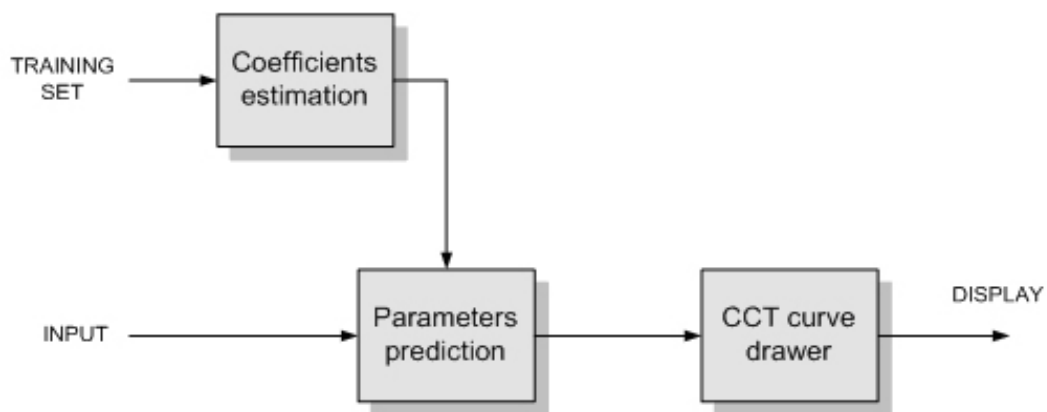 TRAINING
SET
Coefficients
estimation
INPUT
Parameters
prediction
CCT curve
drawer
DISPLAY